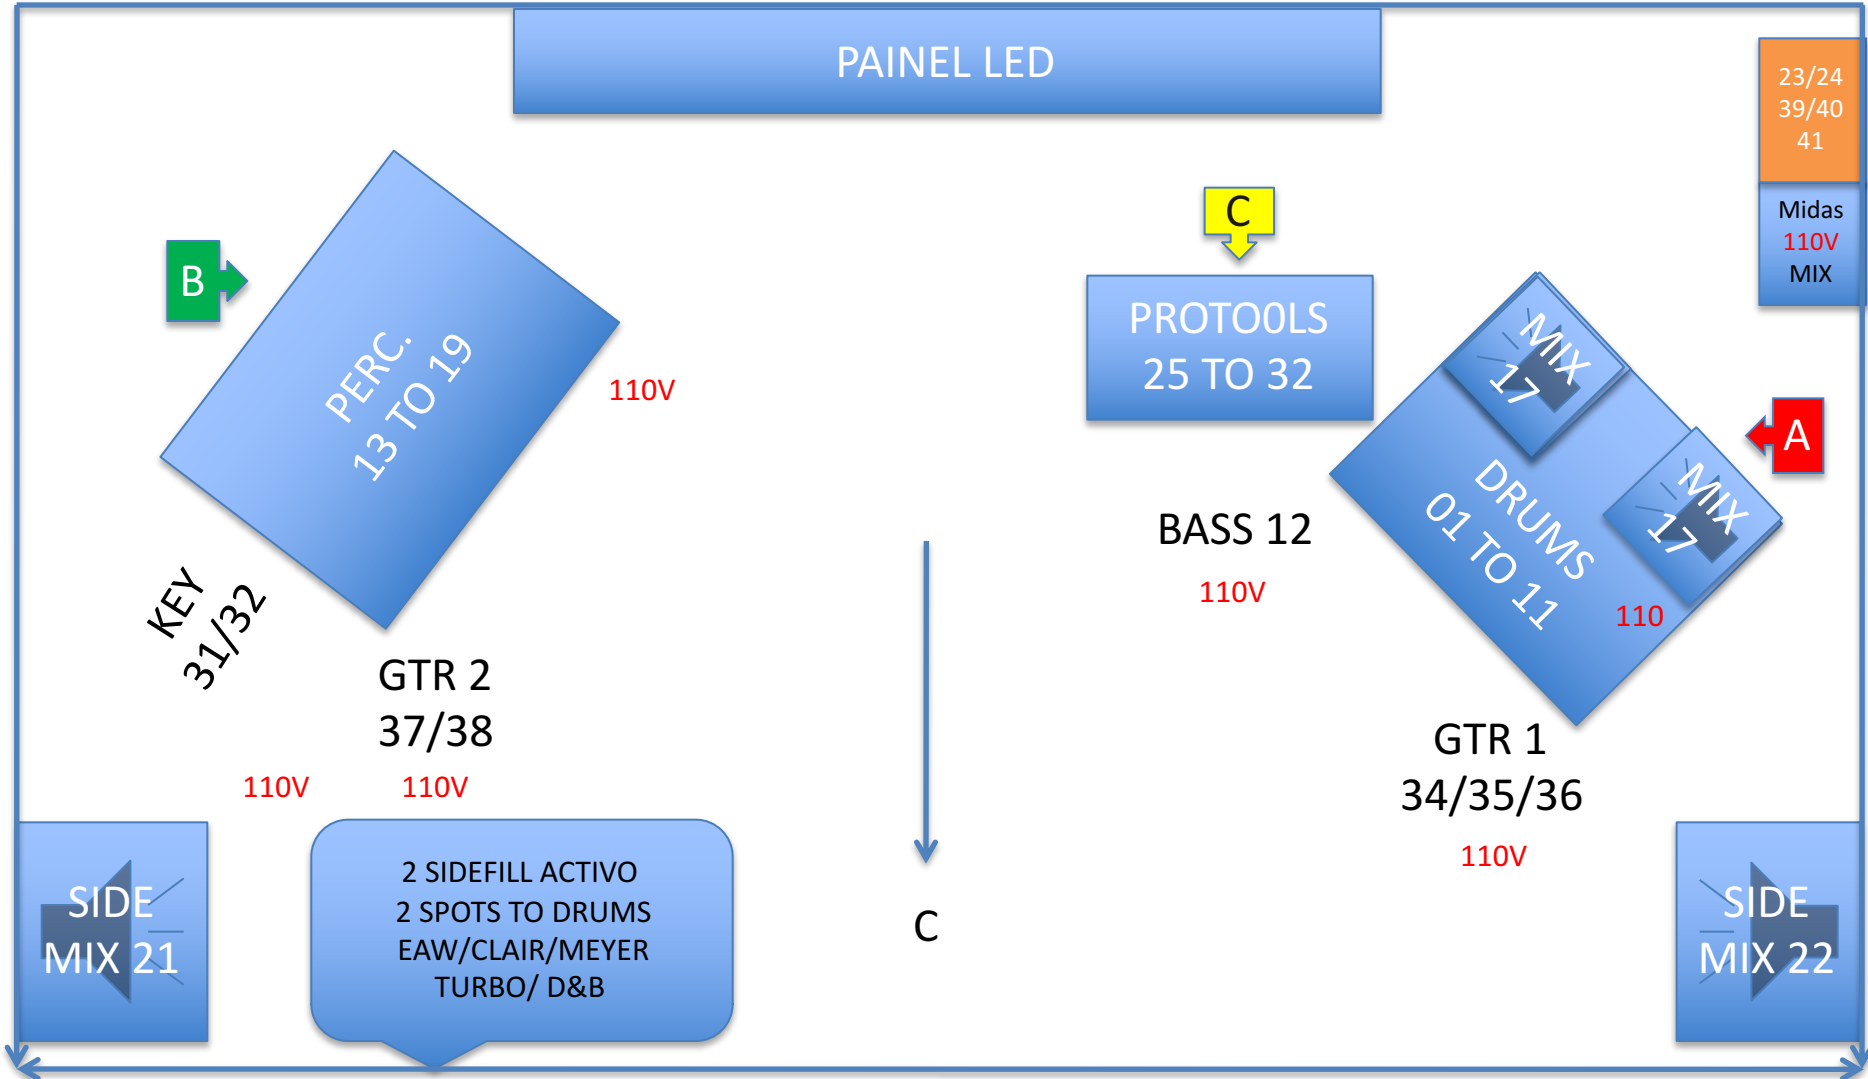 PAINEL LED
23/24
39/40
41
Midas
110V
MIX
C
B
PERC.
13 TO 19
110V
PROTO0LS
25 TO 32
MIX
17
A
MIX
17
DRUMS
01 TO 11
110
BASS 12
110V
KEY
31/32
GTR 2
37/38
110V
110V
GTR 1
34/35/36
110V
SIDE
MIX 21
2 SIDEFILL ACTIVO
2 SPOTS TO DRUMS
EAW/CLAIR/MEYER
TURBO/ D&B
C
SIDE
MIX 22